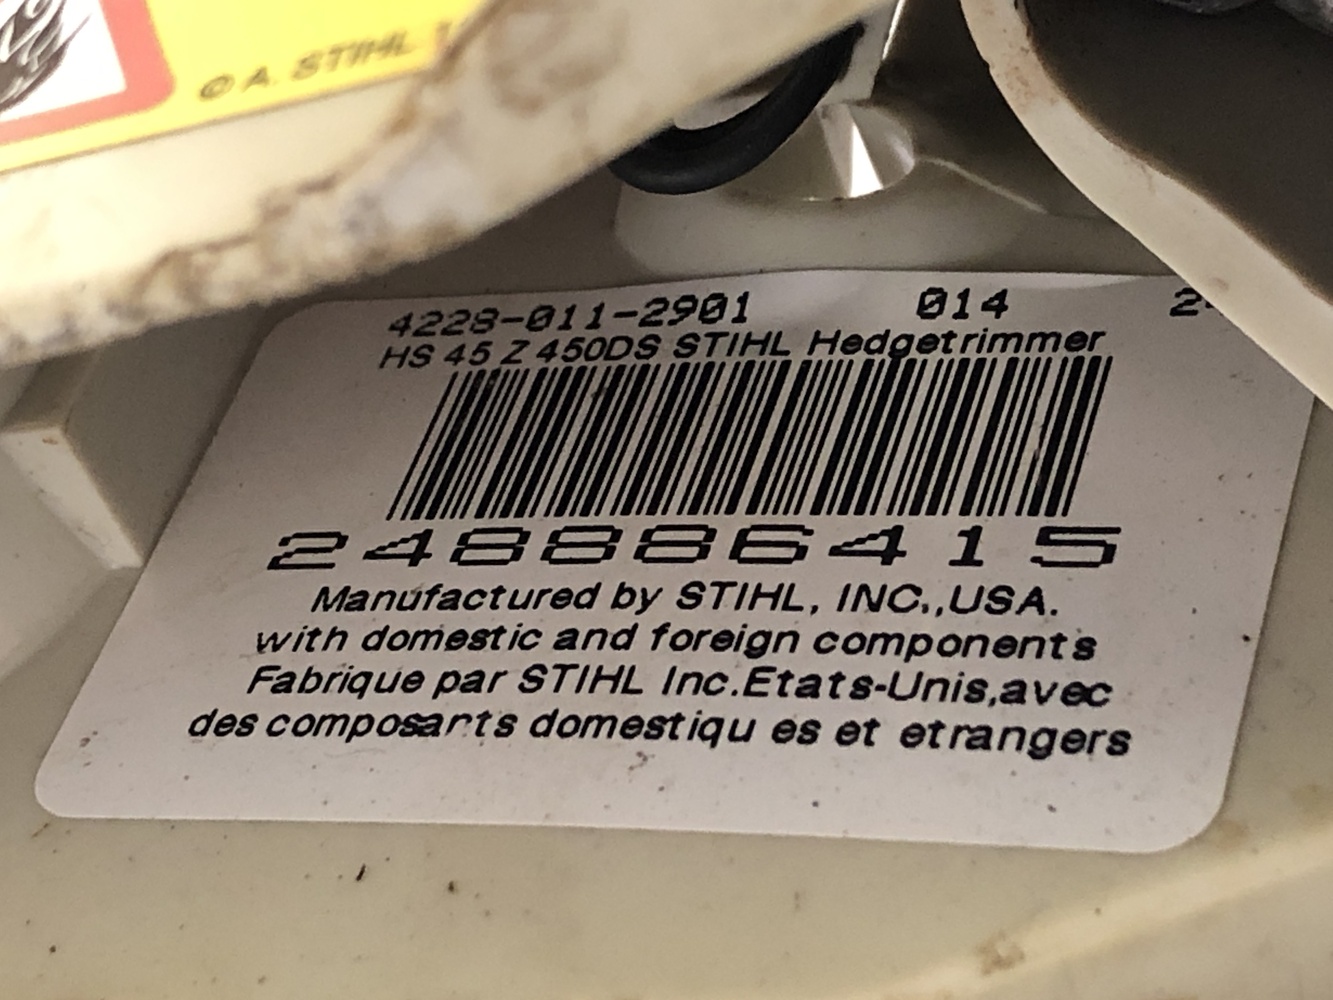 © A. STIHL
4228-011-2901 014
HS 45 Z 450DS STIHL Hedgetrimmer
248886415
Manufactured by STIHL, INC.,USA.
with domestic and foreign components
Fabrique par STIHL Inc.Etats-Unis,avec
des composarts domestiqu es et etrangers